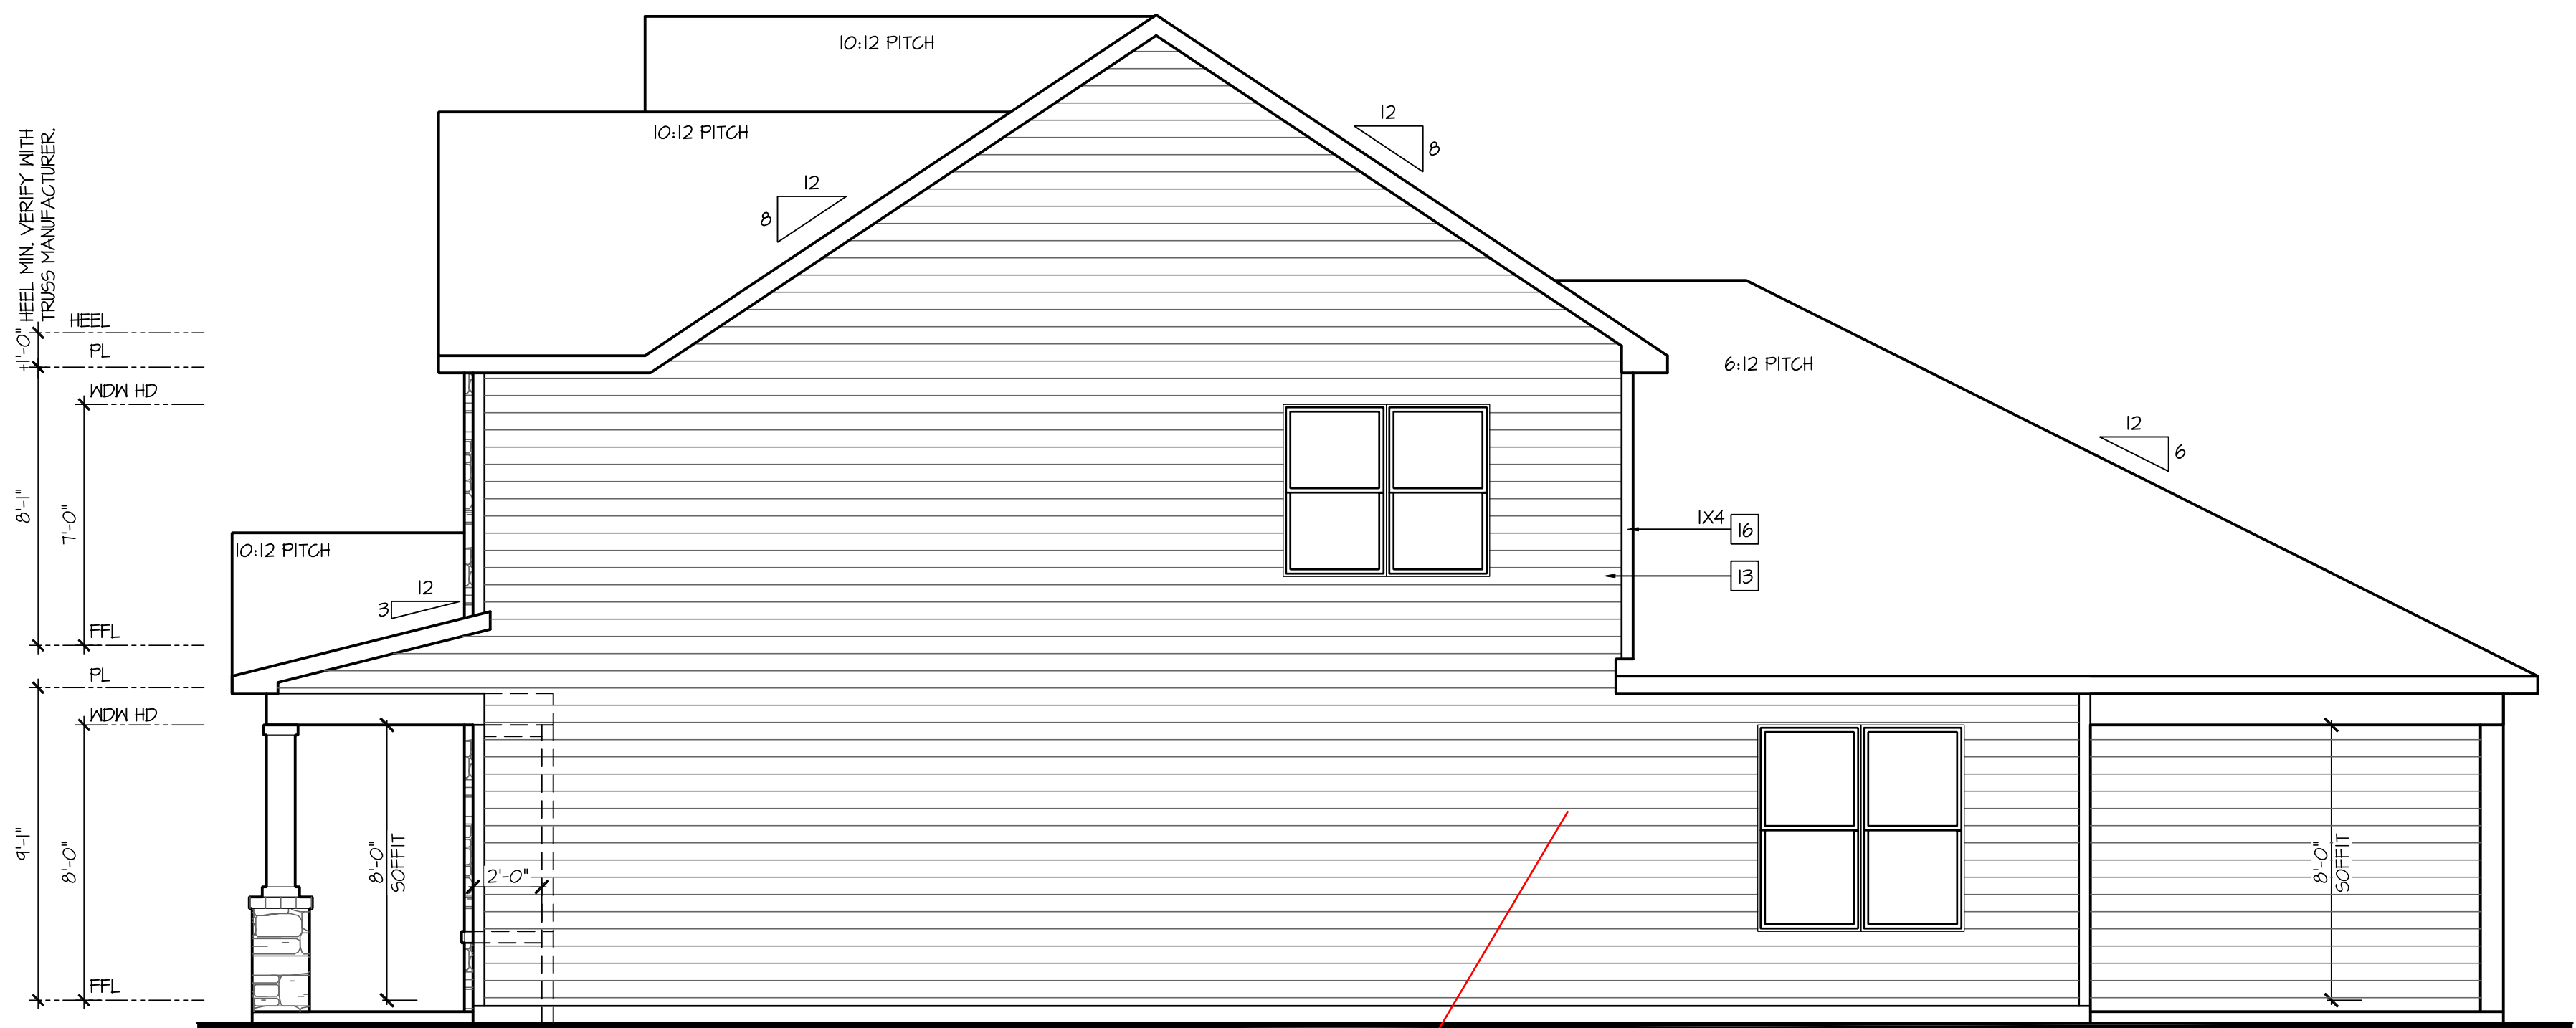 10:12 PITCH
10:12 PITCH
12
8
12
8
HEEL MIN. VERIFY WITH
TRUSS MANUFACTURER.
±1'-0"
HEEL
PL
WDW HD
6:12 PITCH
12
6
8'-1"
7'-0"
1X4
16
13
10:12 PITCH
12
3
FFL
PL
WDW HD
9'-1"
8'-0"
8'-0"
SOFFIT
2'-0"
8'-0"
SOFFIT
FFL